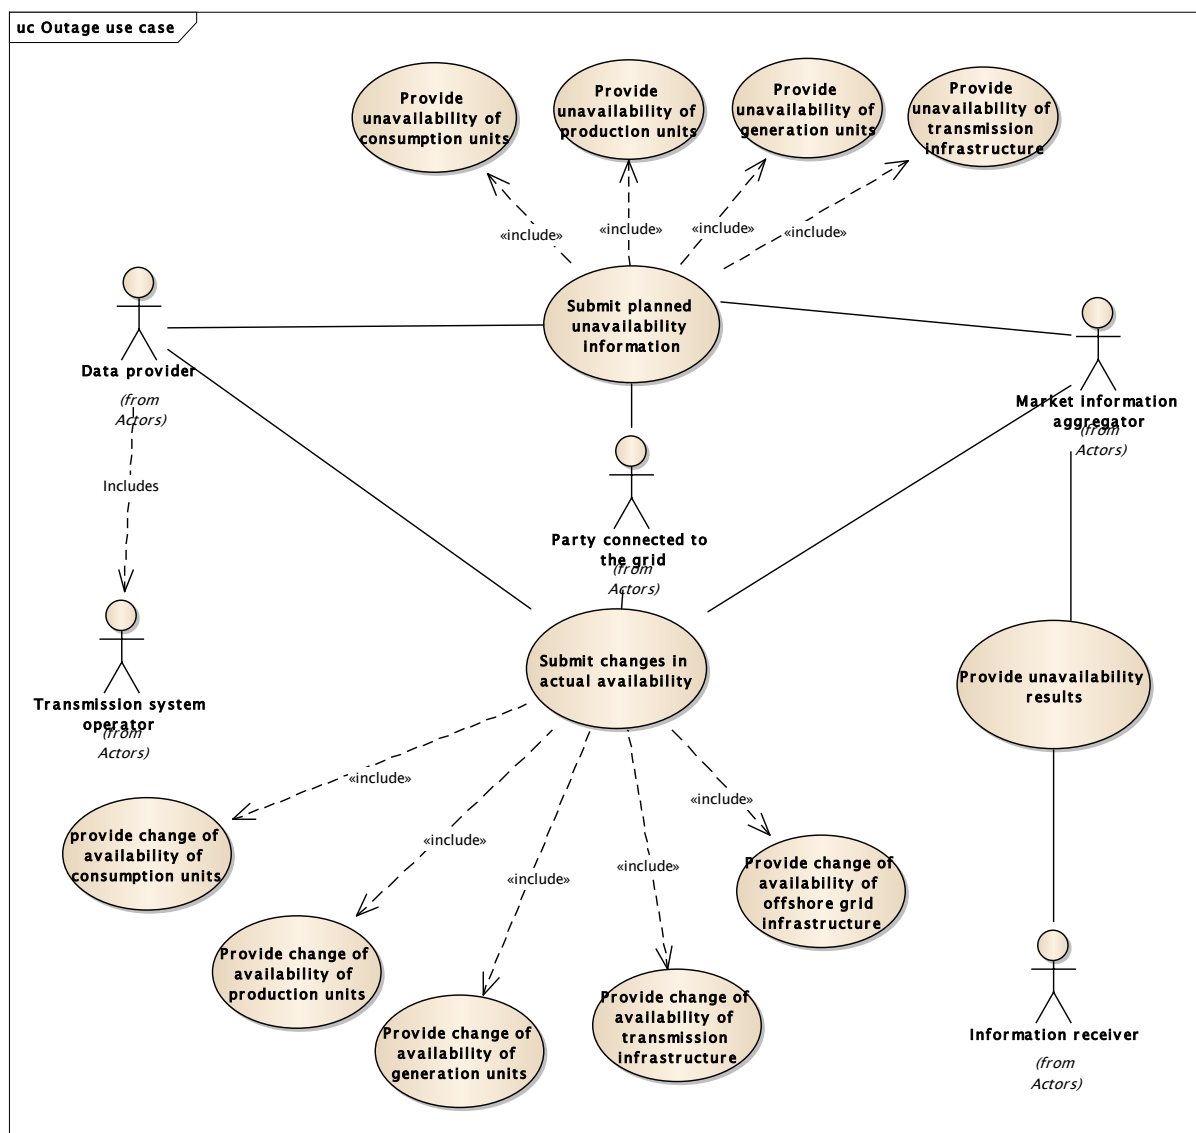 uc Outage use case
Provide
unavailability of
consumption units
Provide
unavailability of
production units
Provide
unavailability of
generation units
Provide
unavailability of
transmission
infrastructure
«include»
«include»
«include»
«include»
Submit planned
unavailability
information
Data provider
(from
Actors)
Market information
aggregator
(from
Actors)
Includes
Party connected to
the grid
(from
Actors)
Transmission system
operator
(from
Actors)
Submit changes in
actual availability
Provide unavailability
results
«include»
«include»
«include»
«include»
«include»
provide change of
availability of
consumption units
Provide change of
availability of
production units
Provide change of
availability of
generation units
Provide change of
availability of
transmission
infrastructure
Provide change of
availability of
offshore grid
infrastructure
Information receiver
(from
Actors)